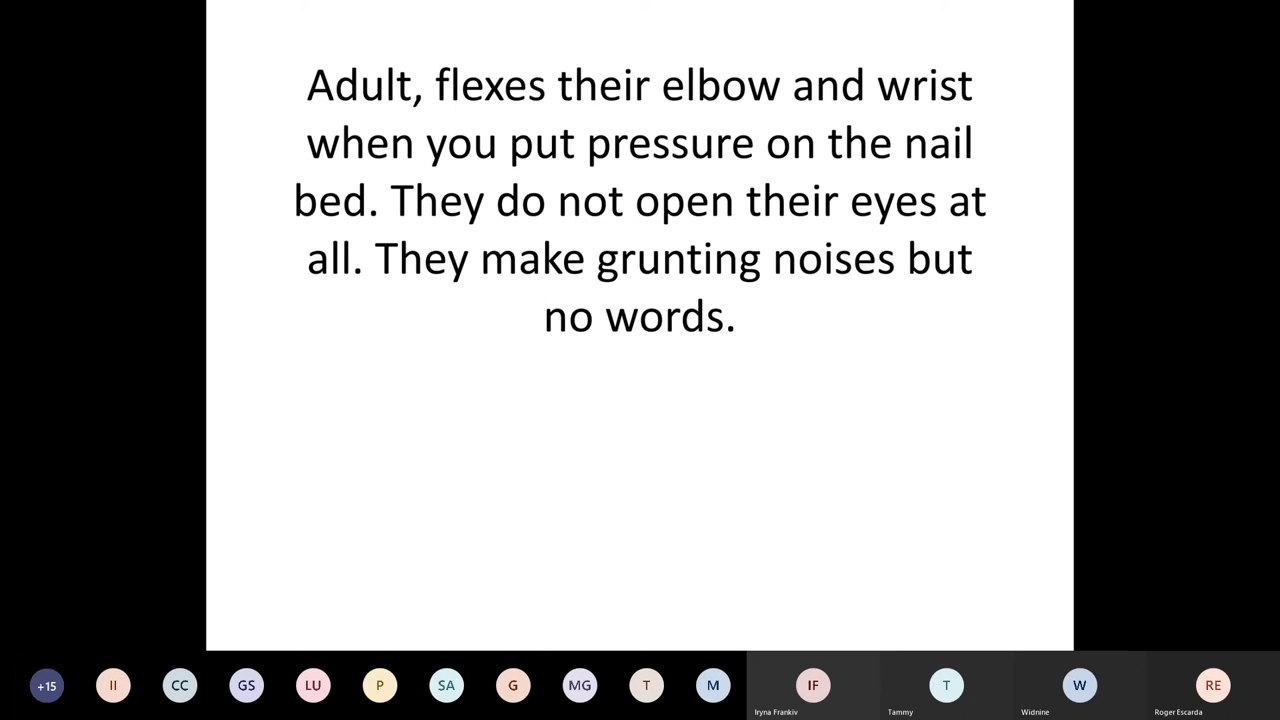 Adult, flexes their elbow and wrist
when you put pressure on the nail
bed. They do not open their eyes at
all. They make grunting noises but
no words.
+15
II
CC
GS
LU
P
SA
G
MG
T
M
IF
T
W
RE
Iryna Frankiv
Tammy
Widnine
Roger Escarda